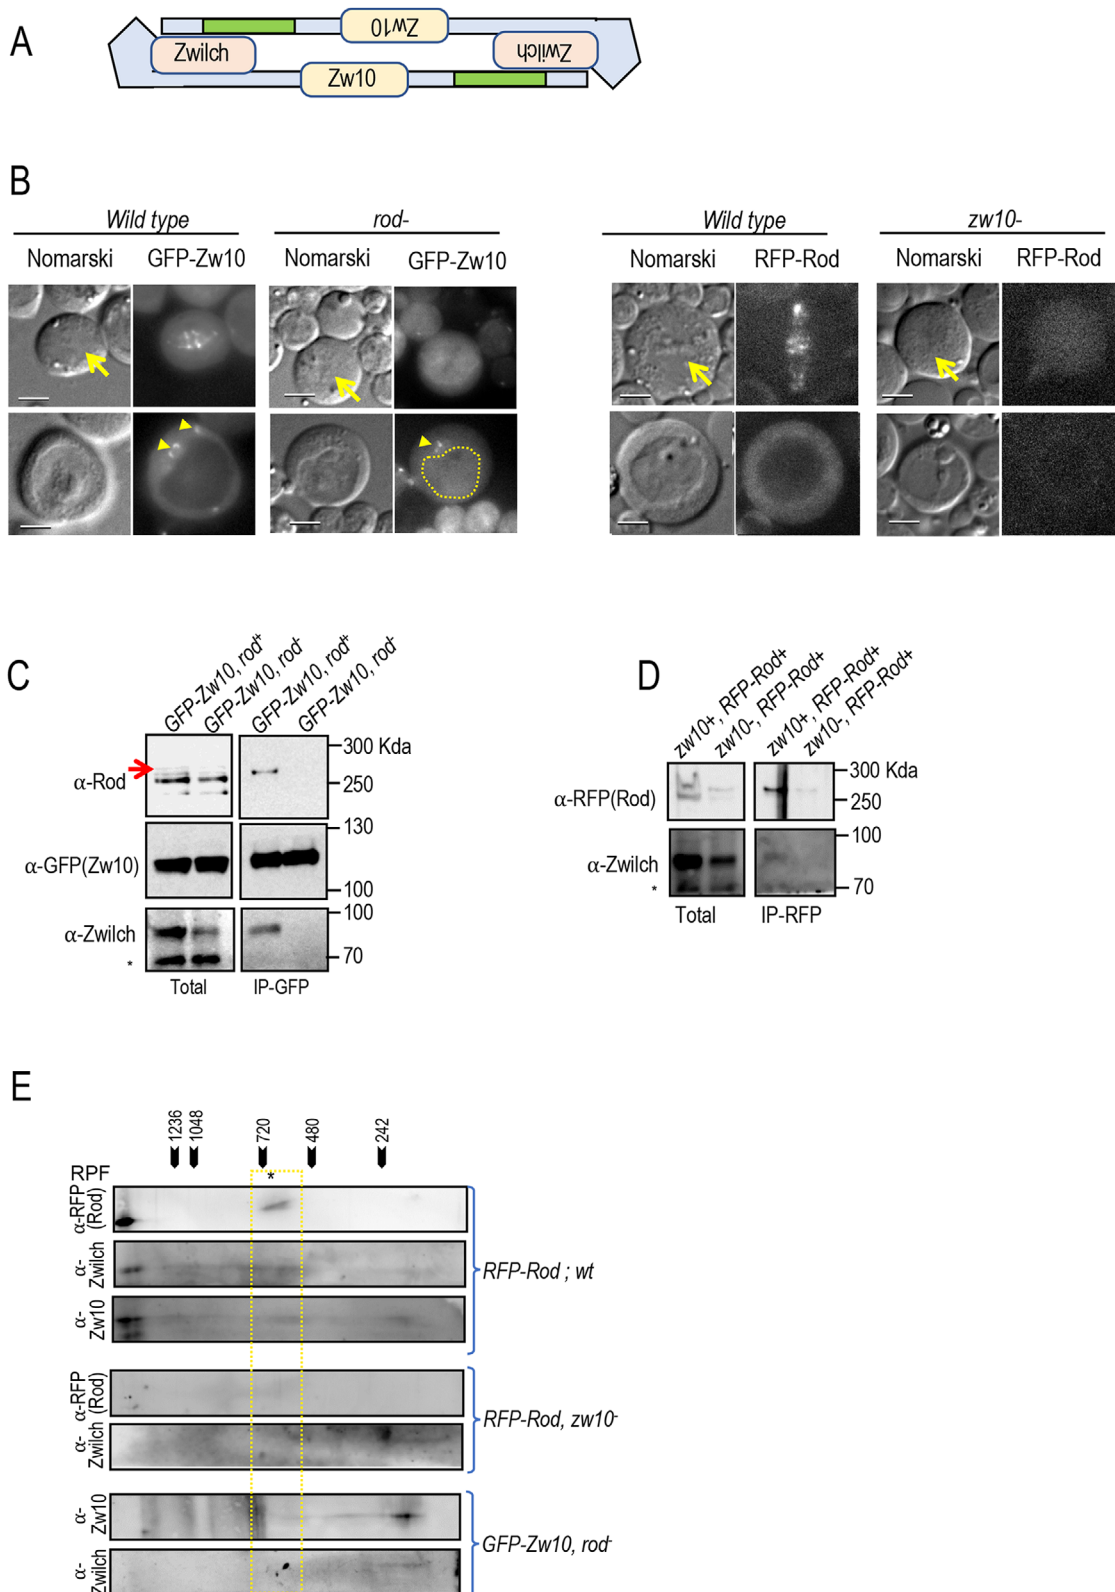 A
Zw10
Zwilch
Zwilch
Zw10
B
Wild type
rod-
Wild type
zw10-
Nomarski
GFP-Zw10
Nomarski
GFP-Zw10
Nomarski
RFP-Rod
Nomarski
RFP-Rod
C
GFP-Zw10, rod+
GFP-Zw10, rod-
GFP-Zw10, rod+
GFP-Zw10, rod-
300 Kda
α-Rod
250
130
α-GFP(Zw10)
100
100
α-Zwilch
*
70
Total
IP-GFP
D
zw10+, RFP-Rod+
zw10-, RFP-Rod+
zw10+, RFP-Rod+
zw10-, RFP-Rod+
300 Kda
α-RFP(Rod)
250
100
α-Zwilch
*
70
Total
IP-RFP
E
1236
1048
720
480
242
RPF
*
α-RFP (Rod)
α-Zwilch
α-Zw10
RFP-Rod ; wt
α-RFP (Rod)
α-Zwilch
RFP-Rod, zw10-
α-Zw10
α-Zwilch
GFP-Zw10, rod-